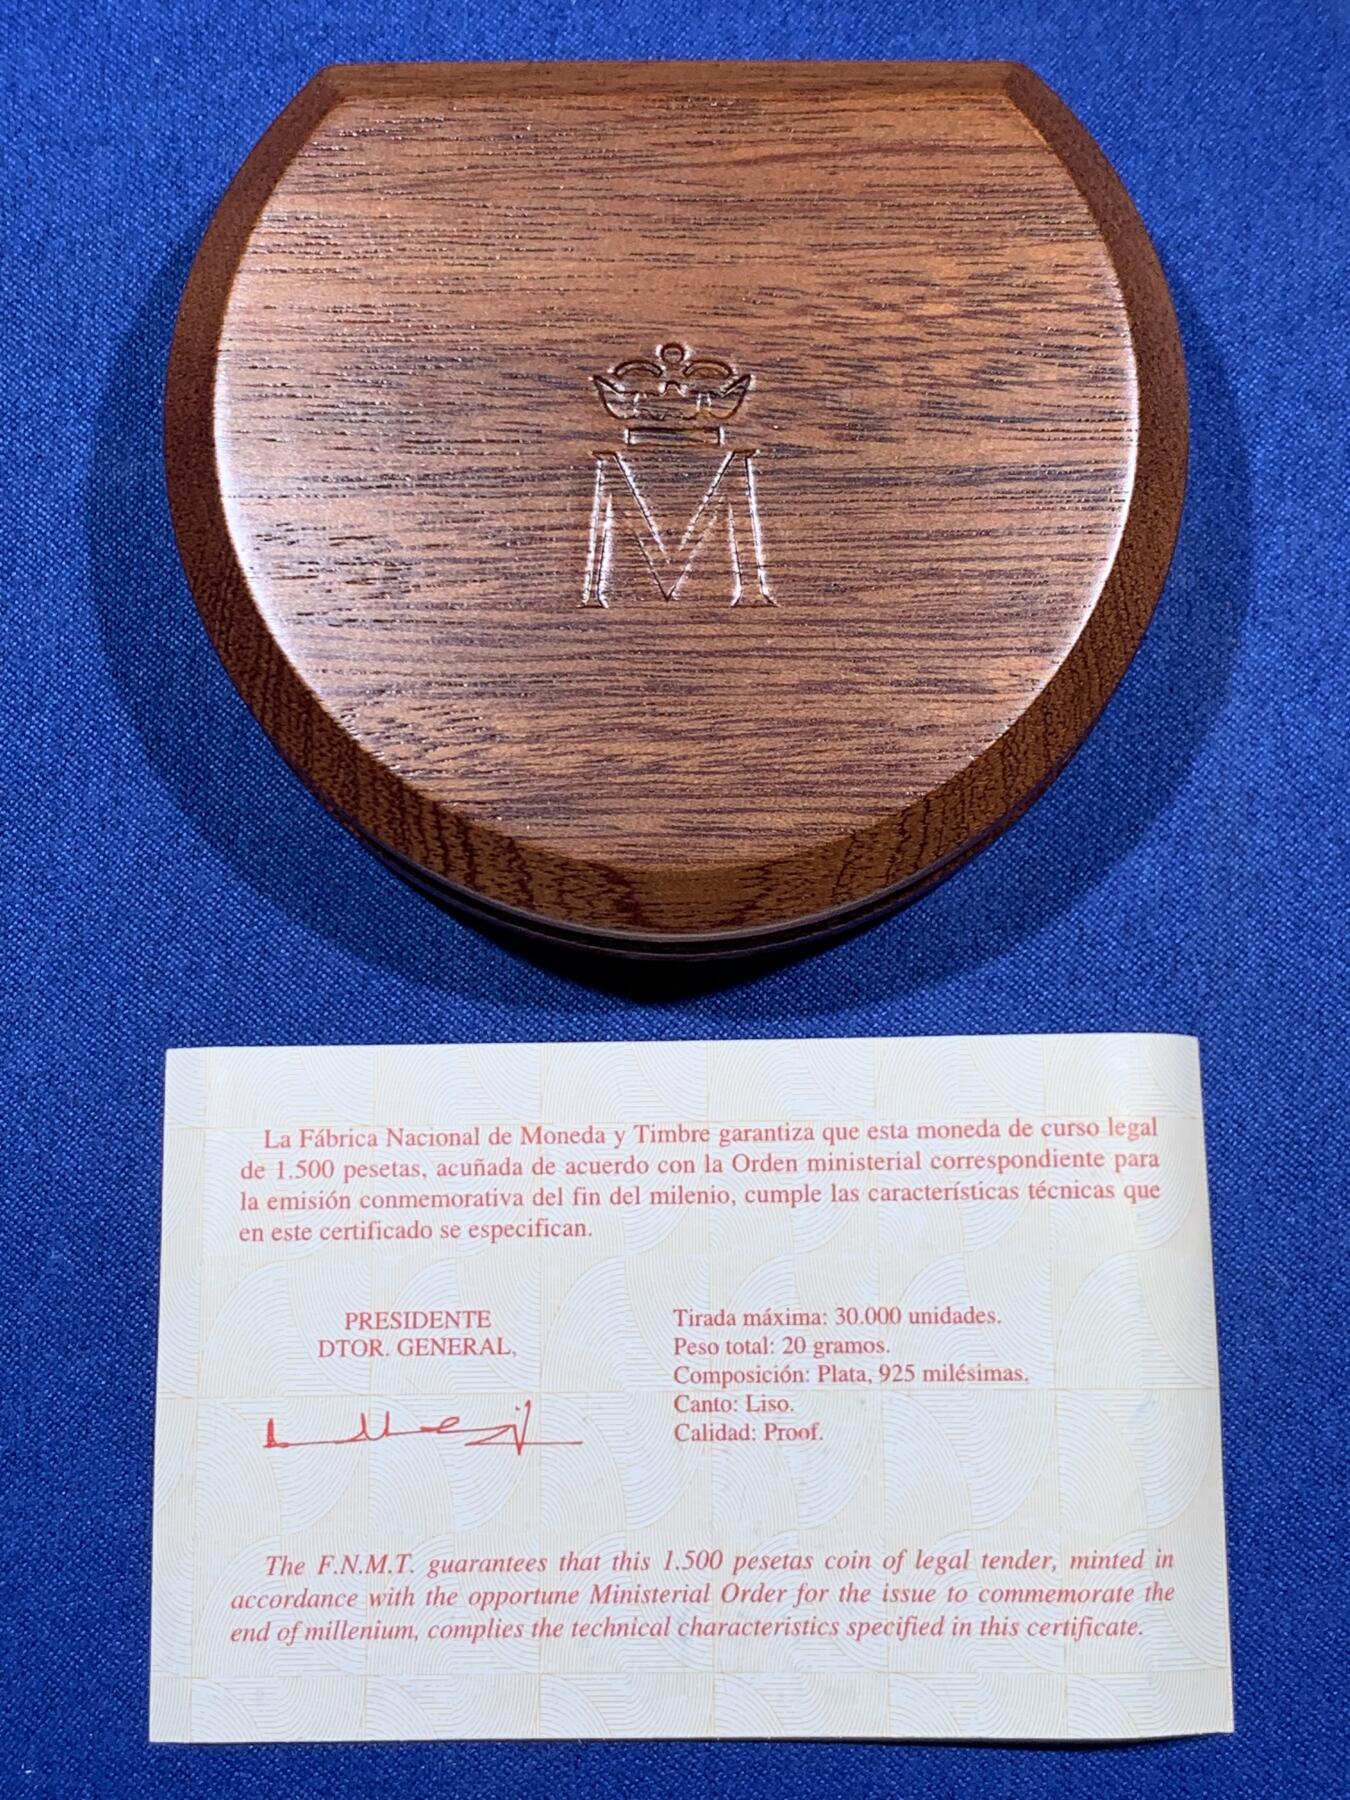 M
La Fábrica Nacional de Moneda y Timbre garantiza que esta moneda de curso legal
de 1.500 pesetas, acuñada de acuerdo con la Orden ministerial correspondiente para
la emisión conmemorativa del fin del milenio, cumple las características técnicas que
en este certificado se especifican.
PRESIDENTE
DTOR. GENERAL,
Tirada máxima: 30.000 unidades.
Peso total: 20 gramos.
Composición: Plata, 925 milésimas.
Canto: Liso.
Calidad: Proof.
The F.N.M.T. guarantees that this 1.500 pesetas coin of legal tender, minted in
accordance with the opportune Ministerial Order for the issue to commemorate the
end of millenium, complies the technical characteristics specified in this certificate.